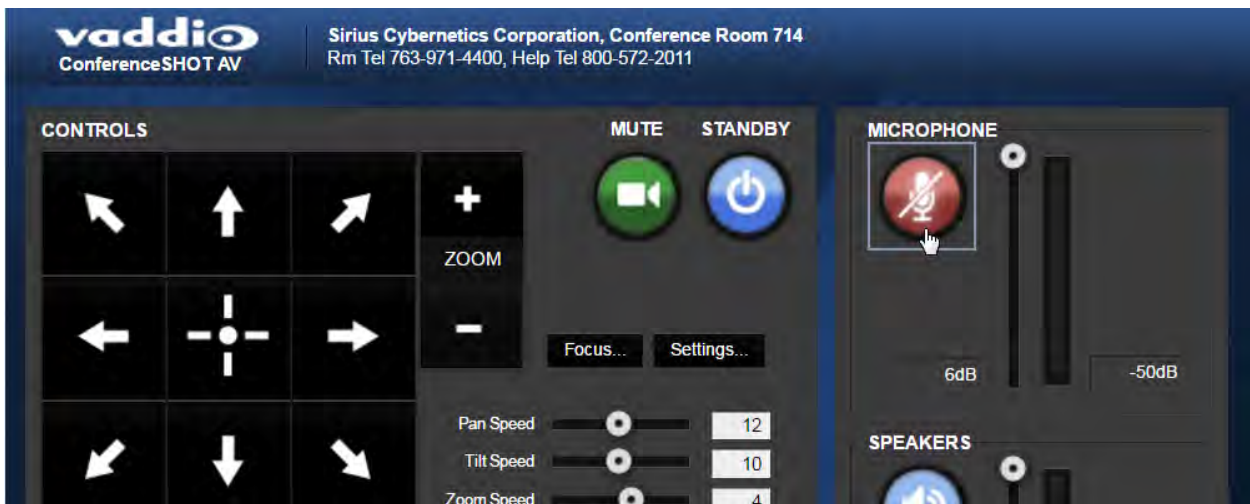 vaddio
ConferenceSHOT AV
Sirius Cybernetics Corporation, Conference Room 714
Rm Tel 763-971-4400, Help Tel 800-572-2011
CONTROLS
MUTE STANDBY
+
ZOOM
-
Focus... Settings...
Pan Speed 12
Tilt Speed 10
Zoom Speed 4
MICROPHONE
6dB -50dB
SPEAKERS